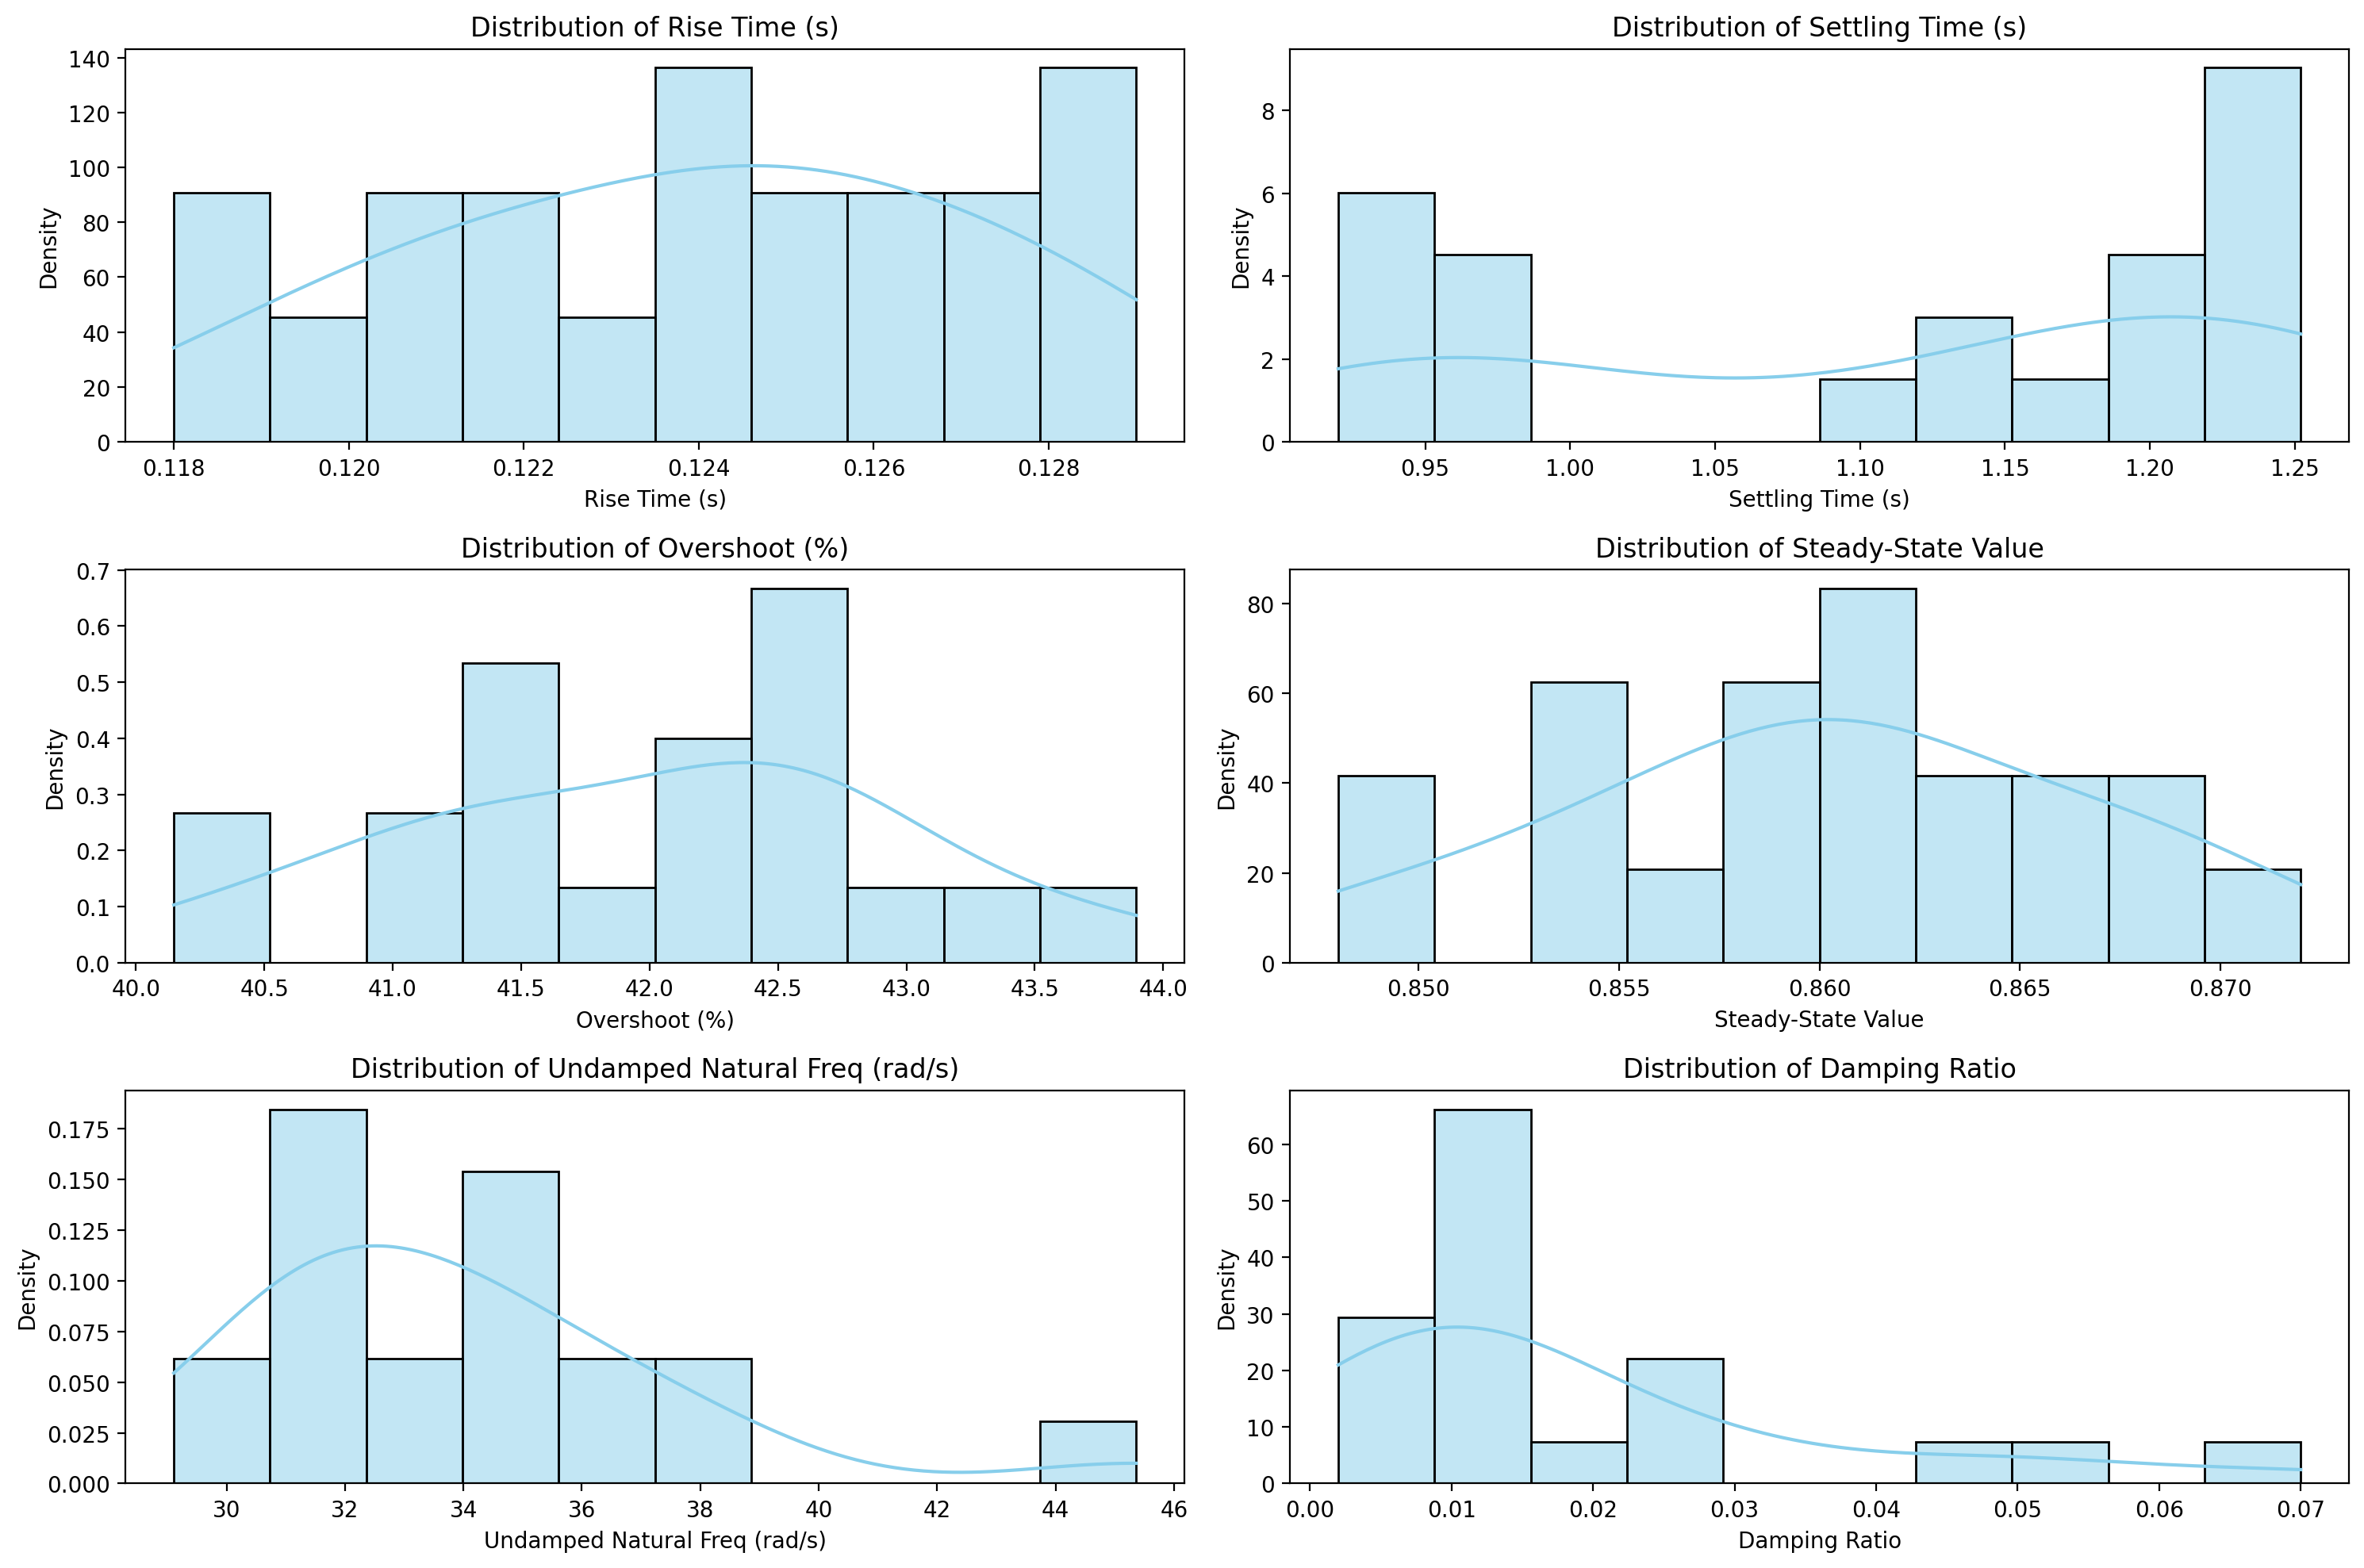 Distribution of Rise Time (s)
Density
140
120
100
80
60
40
20
0
0.118 0.120 0.122 0.124 0.126 0.128
Rise Time (s)
Distribution of Settling Time (s)
Density
8
6
4
2
0
0.95 1.00 1.05 1.10 1.15 1.20 1.25
Settling Time (s)
Distribution of Overshoot (%)
Density
0.7
0.6
0.5
0.4
0.3
0.2
0.1
0.0
40.0 40.5 41.0 41.5 42.0 42.5 43.0 43.5 44.0
Overshoot (%)
Distribution of Steady-State Value
Density
80
60
40
20
0
0.850 0.855 0.860 0.865 0.870
Steady-State Value
Distribution of Undamped Natural Freq (rad/s)
Density
0.175
0.150
0.125
0.100
0.075
0.050
0.025
0.000
30 32 34 36 38 40 42 44 46
Undamped Natural Freq (rad/s)
Distribution of Damping Ratio
Density
60
50
40
30
20
10
0
0.00 0.01 0.02 0.03 0.04 0.05 0.06 0.07
Damping Ratio